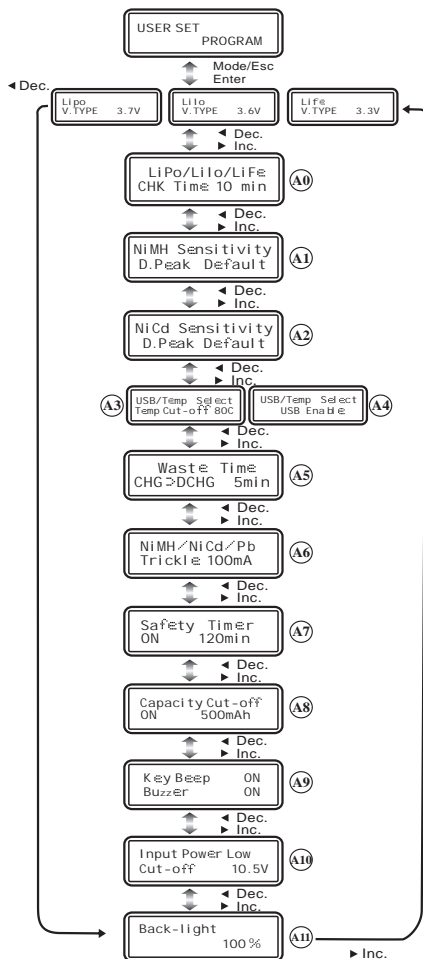 USER SET
PROGRAM
Mode/Esc
Enter
◄ Dec.
Lipo
V.TYPE 3.7V
LiIo
V.TYPE 3.6V
Life
V.TYPE 3.3V
◄ Dec.
► Inc.
LiPo/LiIo/LiFe
CHK Time 10 min
A0
◄ Dec.
► Inc.
NiMH Sensitivity
D.Peak Default
A1
◄ Dec.
► Inc.
NiCd Sensitivity
D.Peak Default
A2
◄ Dec.
► Inc.
A3
USB/Temp Select
Temp Cut-off 80C
USB/Temp Select
USB Enable
A4
◄ Dec.
► Inc.
Waste Time
CHG>DCHG 5min
A5
◄ Dec.
► Inc.
NiMH/NiCd/Pb
Trickle 100mA
A6
◄ Dec.
► Inc.
Safety Timer
ON 120min
A7
◄ Dec.
► Inc.
Capacity Cut-off
ON 500mAh
A8
◄ Dec.
► Inc.
Key Beep ON
Buzzer ON
A9
◄ Dec.
► Inc.
Input Power Low
Cut-off 10.5V
A10
◄ Dec.
► Inc.
Back-light
100%
A11
► Inc.